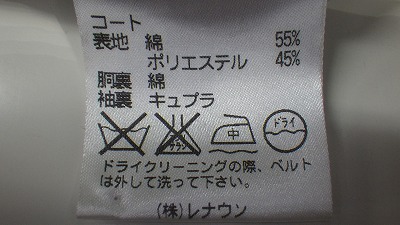 コート
表地 綿 55%
ポリエステル 45%
胴裏 綿
袖裏 キュプラ
中 ドライ
ドライクリーニングの際、ベルト
は外して洗って下さい。
(株)レナウン